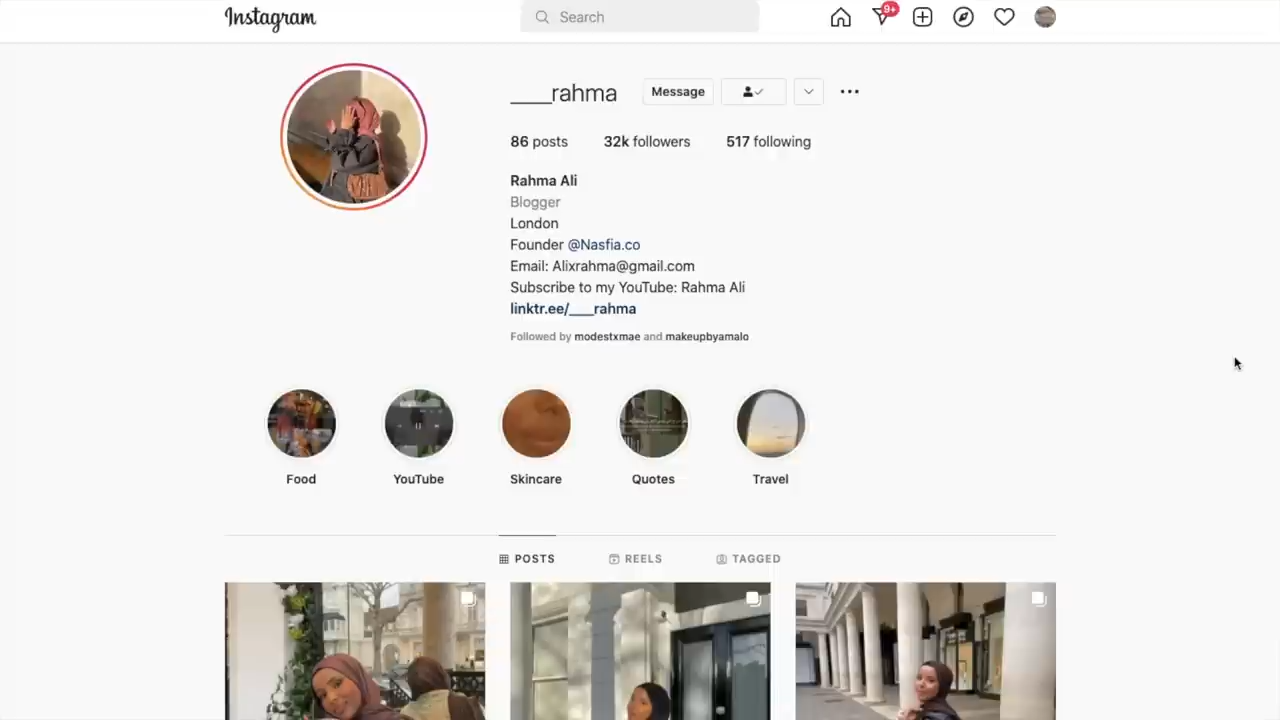 Instagram
Search
9+
____rahma
Message
86 posts 32k followers 517 following
Rahma Ali
Blogger
London
Founder @Nasfia.co
Email: Alixrahma@gmail.com
Subscribe to my YouTube: Rahma Ali
linktr.ee/____rahma
Followed by modestxmae and makeupbyamalo
Food YouTube Skincare Quotes Travel
POSTS REELS TAGGED